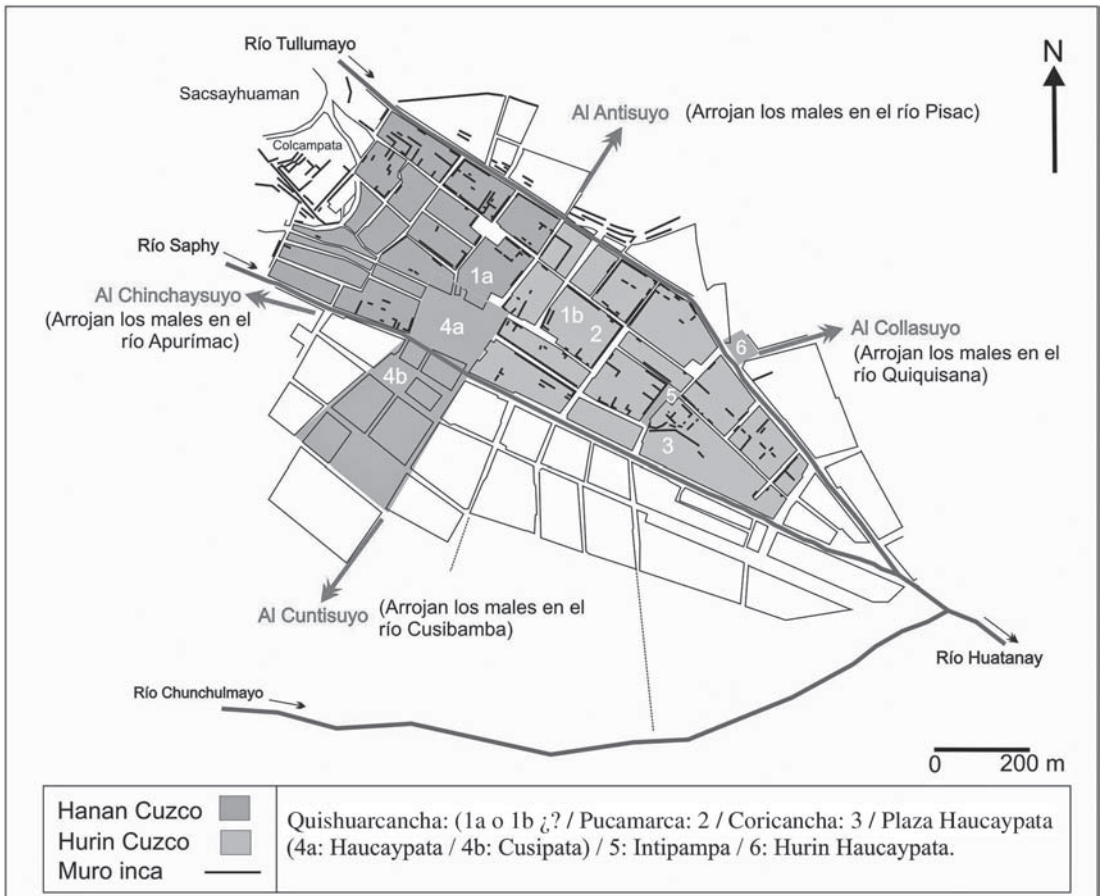 Río Tullumayo
N
Sacsayhuaman
Al Antisuyo (Arrojan los males en el río Pisac)
Colcampata
Río Saphy
1a
Al Chinchaysuyo
(Arrojan los males en el
río Apurímac)
4a
1b
2
6
Al Collasuyo
(Arrojan los males en el
río Quiquisana)
4b
5
3
Al Cuntisuyo (Arrojan los males en el
río Cusibamba)
Río Huatanay
Río Chunchulmayo
0 200 m
Hanan Cuzco
Hurin Cuzco
Muro inca
Quishuarcancha: (1a o 1b ¿? / Pucamarca: 2 / Coricancha: 3 / Plaza Haucaypata
(4a: Haucaypata / 4b: Cusipata) / 5: Intipampa / 6: Hurin Haucaypata.